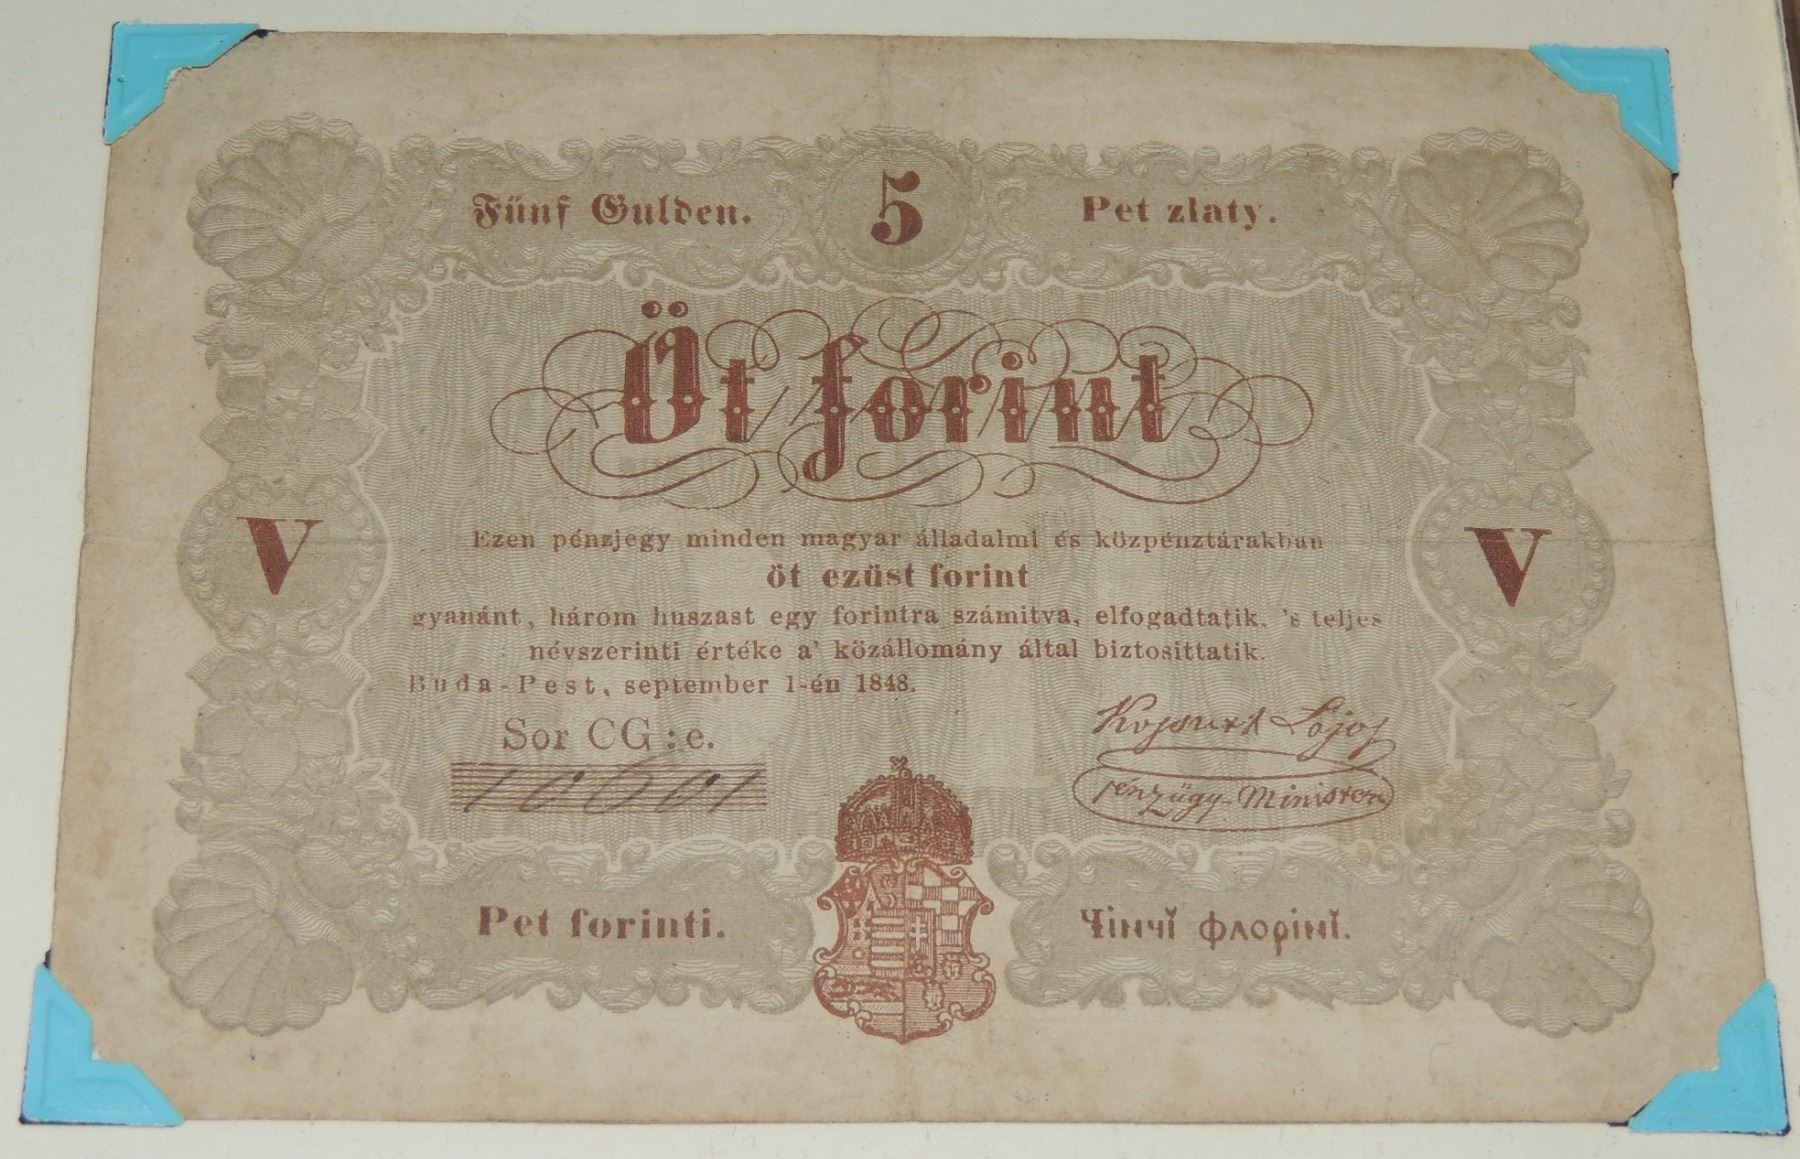 Fünf Gulden. 5 Pet zlaty.
Öt forint
V V
Ezen pénzjegy minden magyar álladalmi és közpénztárakban
öt ezüst forint
gyanánt, három huszast egy forintra számitva, elfogadtatik, 's teljes
névszerinti értéke a' közállomány által biztosittatik.
Buda-Pest, september 1-én 1848.
Sor CG:e.
10601
Kossuth Lajos
pénzügy-Minister
Pet forinti. Чінчĭ флорінĭ.